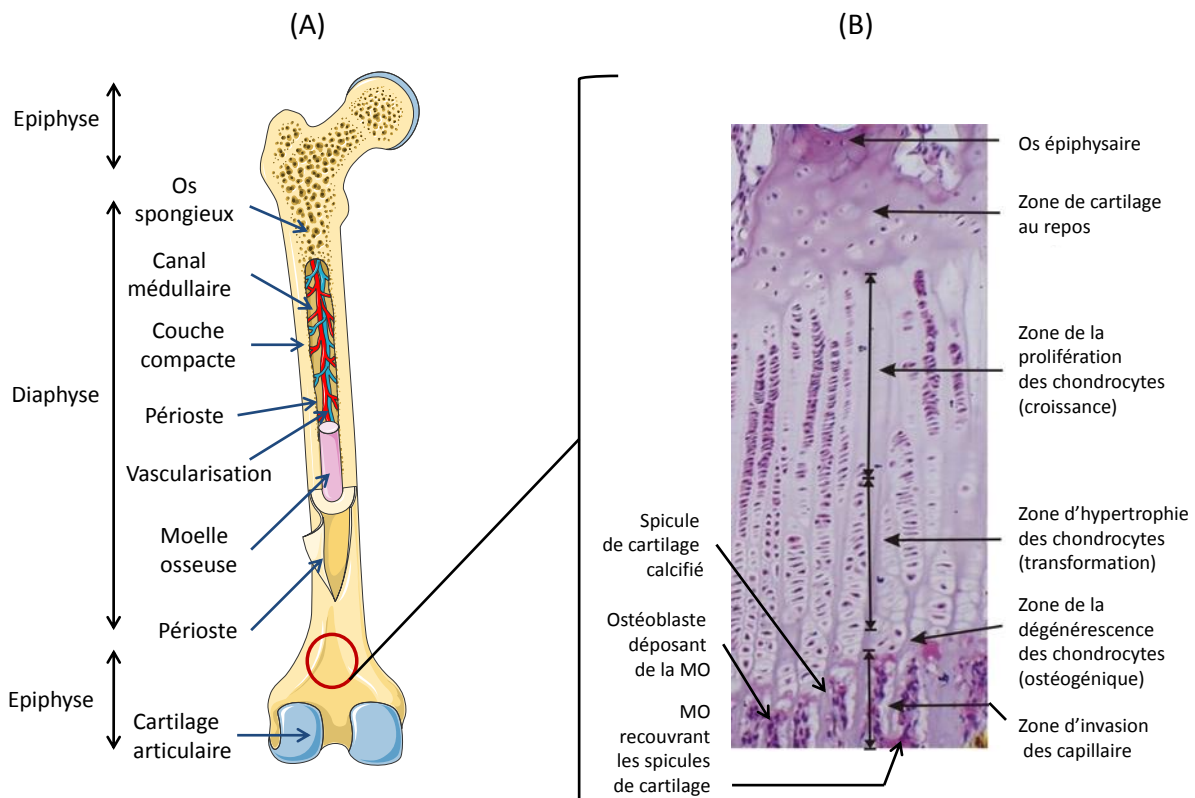 (A)
Epiphyse
Os
spongieux
Canal
médullaire
Couche
compacte
Diaphyse
Périoste
Vascularisation
Moelle
osseuse
Périoste
Epiphyse
Cartilage
articulaire
(B)
Os épiphysaire
Zone de cartilage
au repos
Zone de la
prolifération
des chondrocytes
(croissance)
Zone d’hypertrophie
des chondrocytes
(transformation)
Zone de la
dégénérescence
des chondrocytes
(ostéogénique)
Zone d’invasion
des capillaire
Spicule
de cartilage
calcifié
Ostéoblaste
déposant
de la MO
MO
recouvrant
les spicules
de cartilage